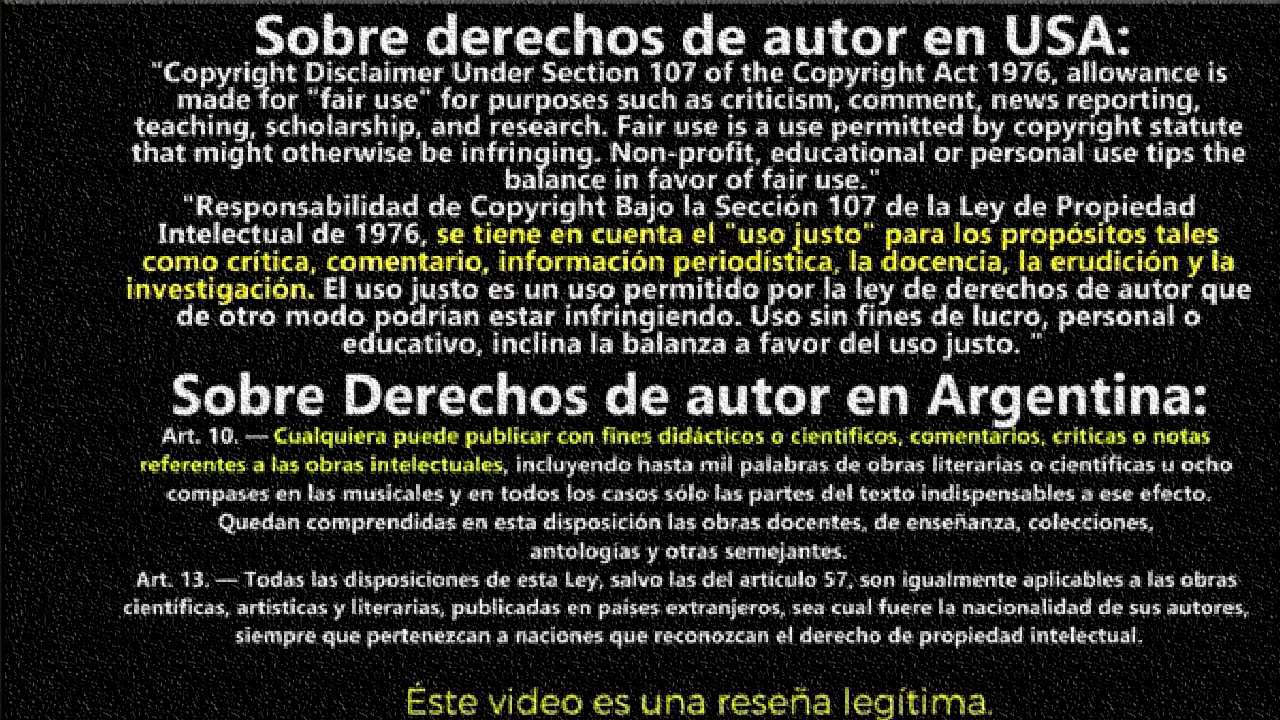 Sobre derechos de autor en USA:
"Copyright Disclaimer Under Section 107 of the Copyright Act 1976, allowance is
made for "fair use" for purposes such as criticism, comment, news reporting,
teaching, scholarship, and research. Fair use is a use permitted by copyright statute
that might otherwise be infringing. Non-profit, educational or personal use tips the
balance in favor of fair use."
"Responsabilidad de Copyright Bajo la Sección 107 de la Ley de Propiedad
Intelectual de 1976, se tiene en cuenta el "uso justo" para los propósitos tales
como crítica, comentario, información periodística, la docencia, la erudición y la
investigación. El uso justo es un uso permitido por la ley de derechos de autor que
de otro modo podrían estar infringiendo. Uso sin fines de lucro, personal o
educativo, inclina la balanza a favor del uso justo. "
Sobre Derechos de autor en Argentina:
Art. 10. — Cualquiera puede publicar con fines didácticos o científicos, comentarios, críticas o notas
referentes a las obras intelectuales, incluyendo hasta mil palabras de obras literarias o científicas u ocho
compases en las musicales y en todos los casos sólo las partes del texto indispensables a ese efecto.
Quedan comprendidas en esta disposición las obras docentes, de enseñanza, colecciones,
antologías y otras semejantes.
Art. 13. — Todas las disposiciones de esta Ley, salvo las del artículo 57, son igualmente aplicables a las obras
científicas, artísticas y literarias, publicadas en países extranjeros, sea cual fuere la nacionalidad de sus autores,
siempre que pertenezcan a naciones que reconozcan el derecho de propiedad intelectual.
Éste video es una reseña legítima.